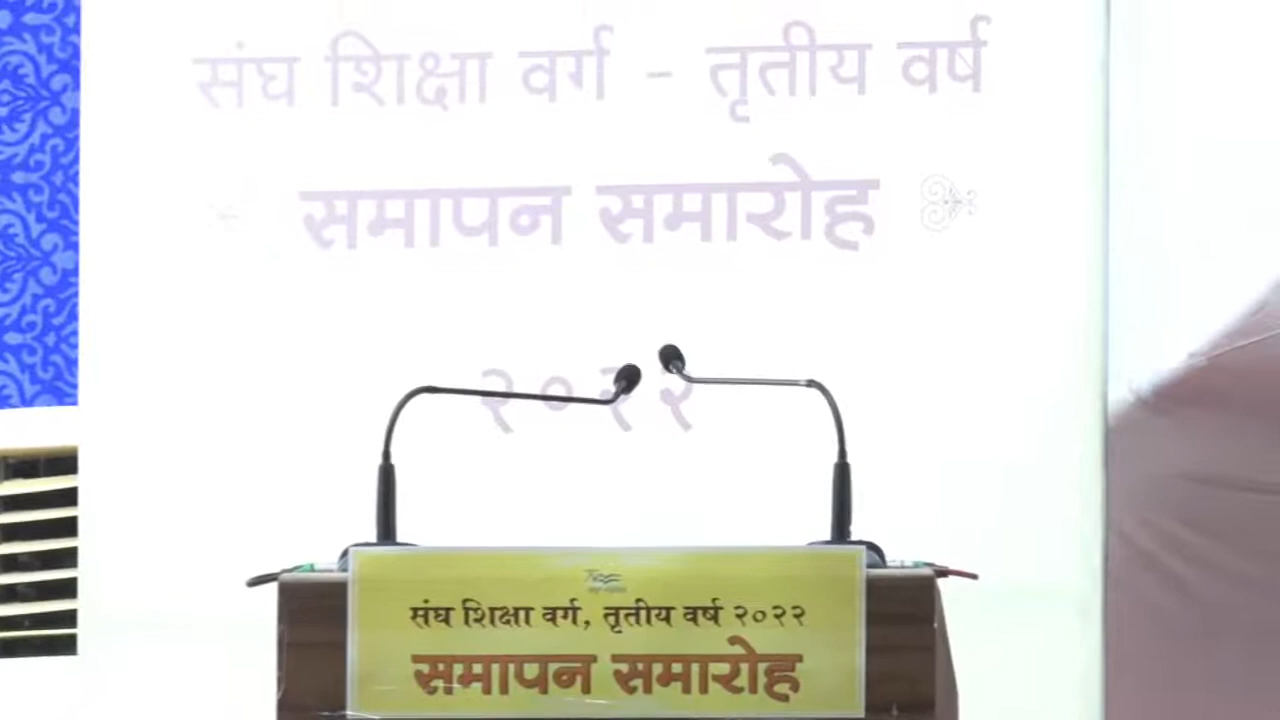 संघ शिक्षा वर्ग - तृतीय वर्ष
समापन समारोह
२०२२
संघ शिक्षा वर्ग, तृतीय वर्ष २०२२
समापन समारोह